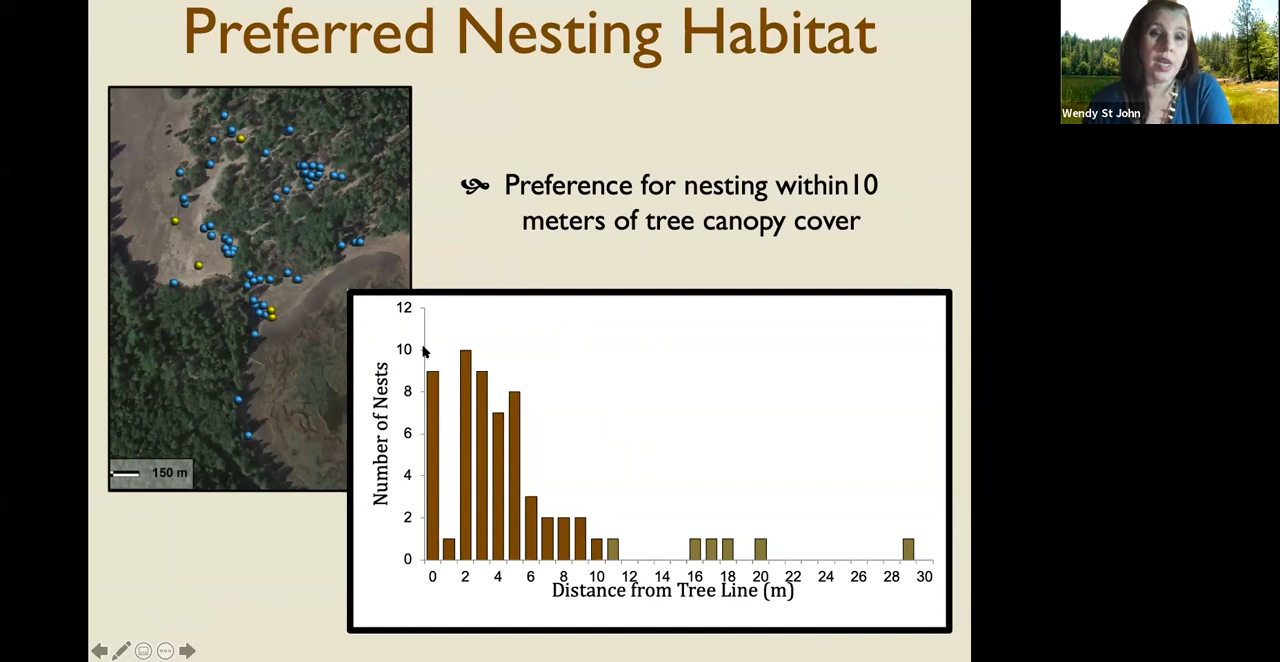 Preferred Nesting Habitat
Wendy St John
Preference for nesting within10
meters of tree canopy cover
150 m
12
10
8
6
4
2
0
Number of Nests
0 2 4 6 8 10 12 14 16 18 20 22 24 26 28 30
Distance from Tree Line (m)